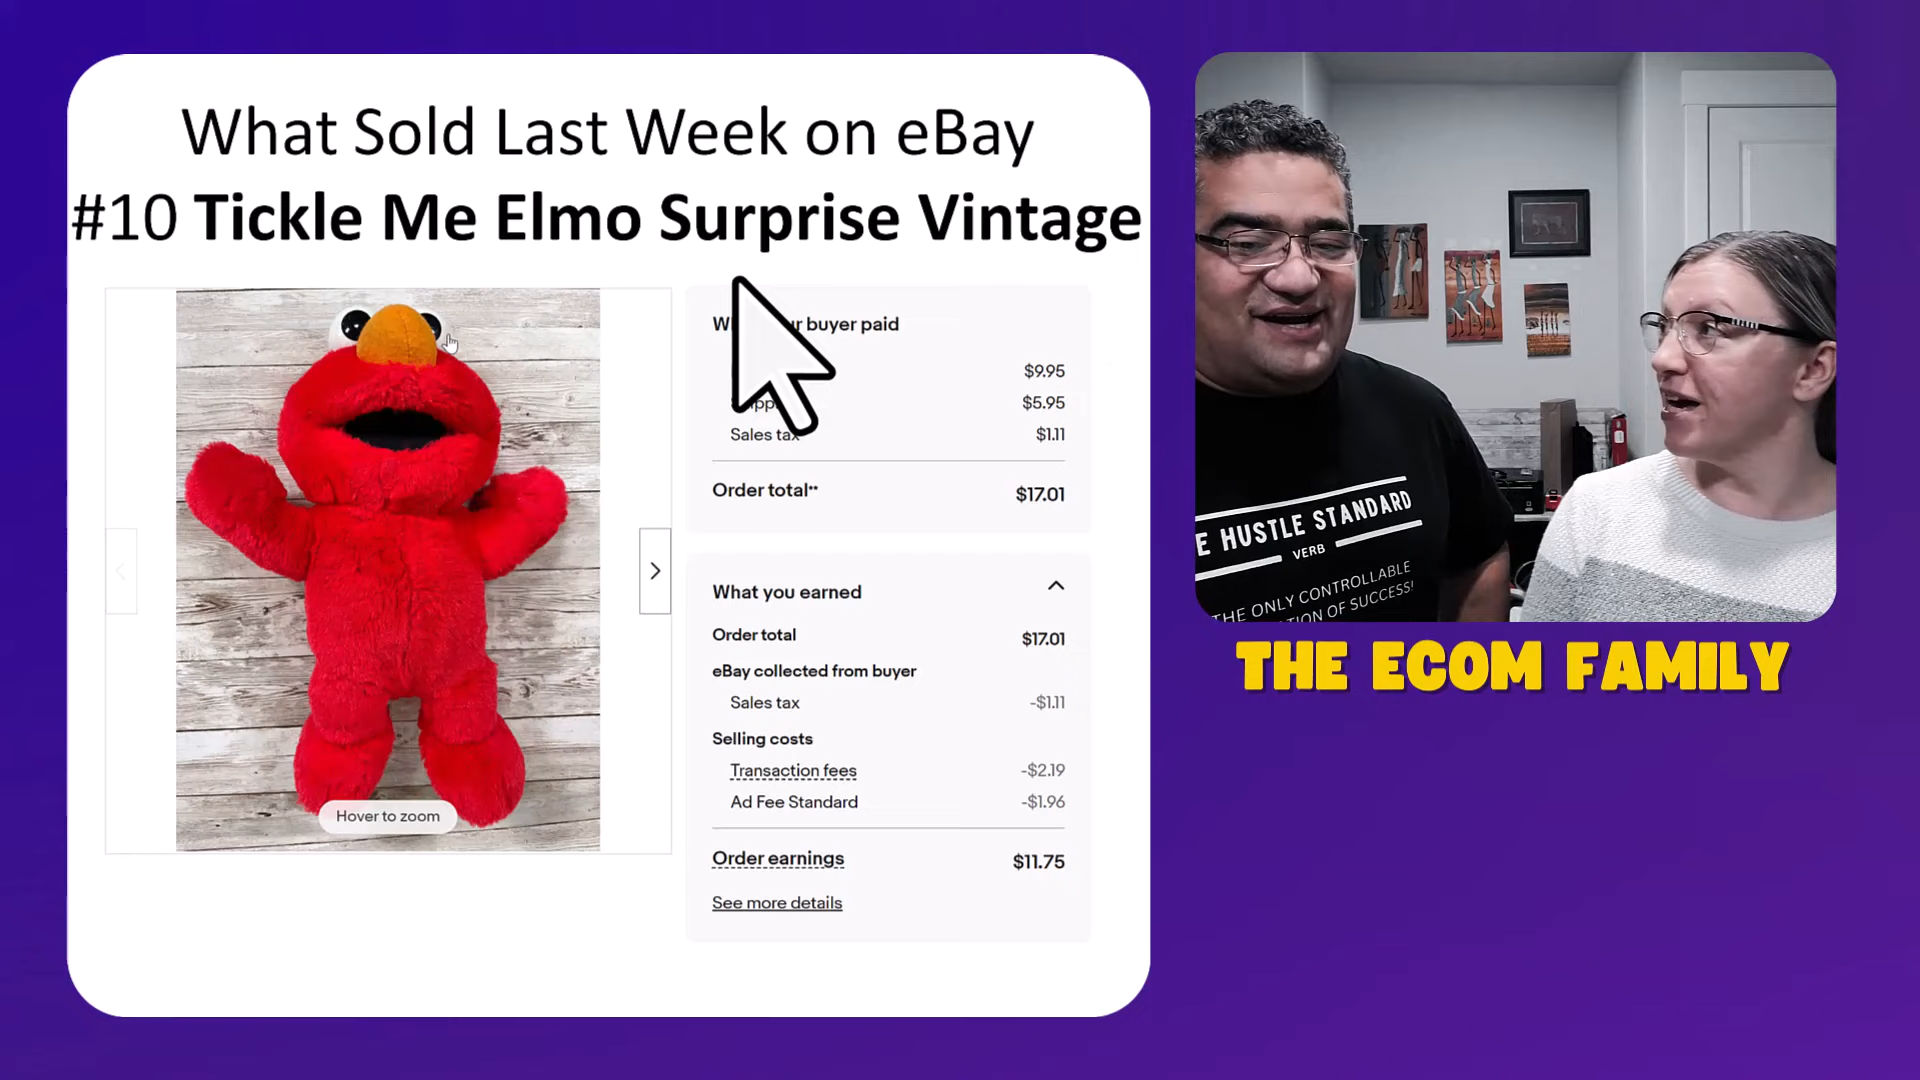 What Sold Last Week on eBay
#10 Tickle Me Elmo Surprise Vintage
buyer paid
$9.95
$5.95
Sales tax $1.11
Order total** $17.01
What you earned
Order total $17.01
eBay collected from buyer
Sales tax -$1.11
Selling costs
Transaction fees -$2.19
Ad Fee Standard -$1.96
Order earnings $11.75
See more details
Hover to zoom
HUSTLE STANDARD
VERB
THE ONLY CONTROLLABLE
OF SUCCESS!
THE ECOM FAMILY